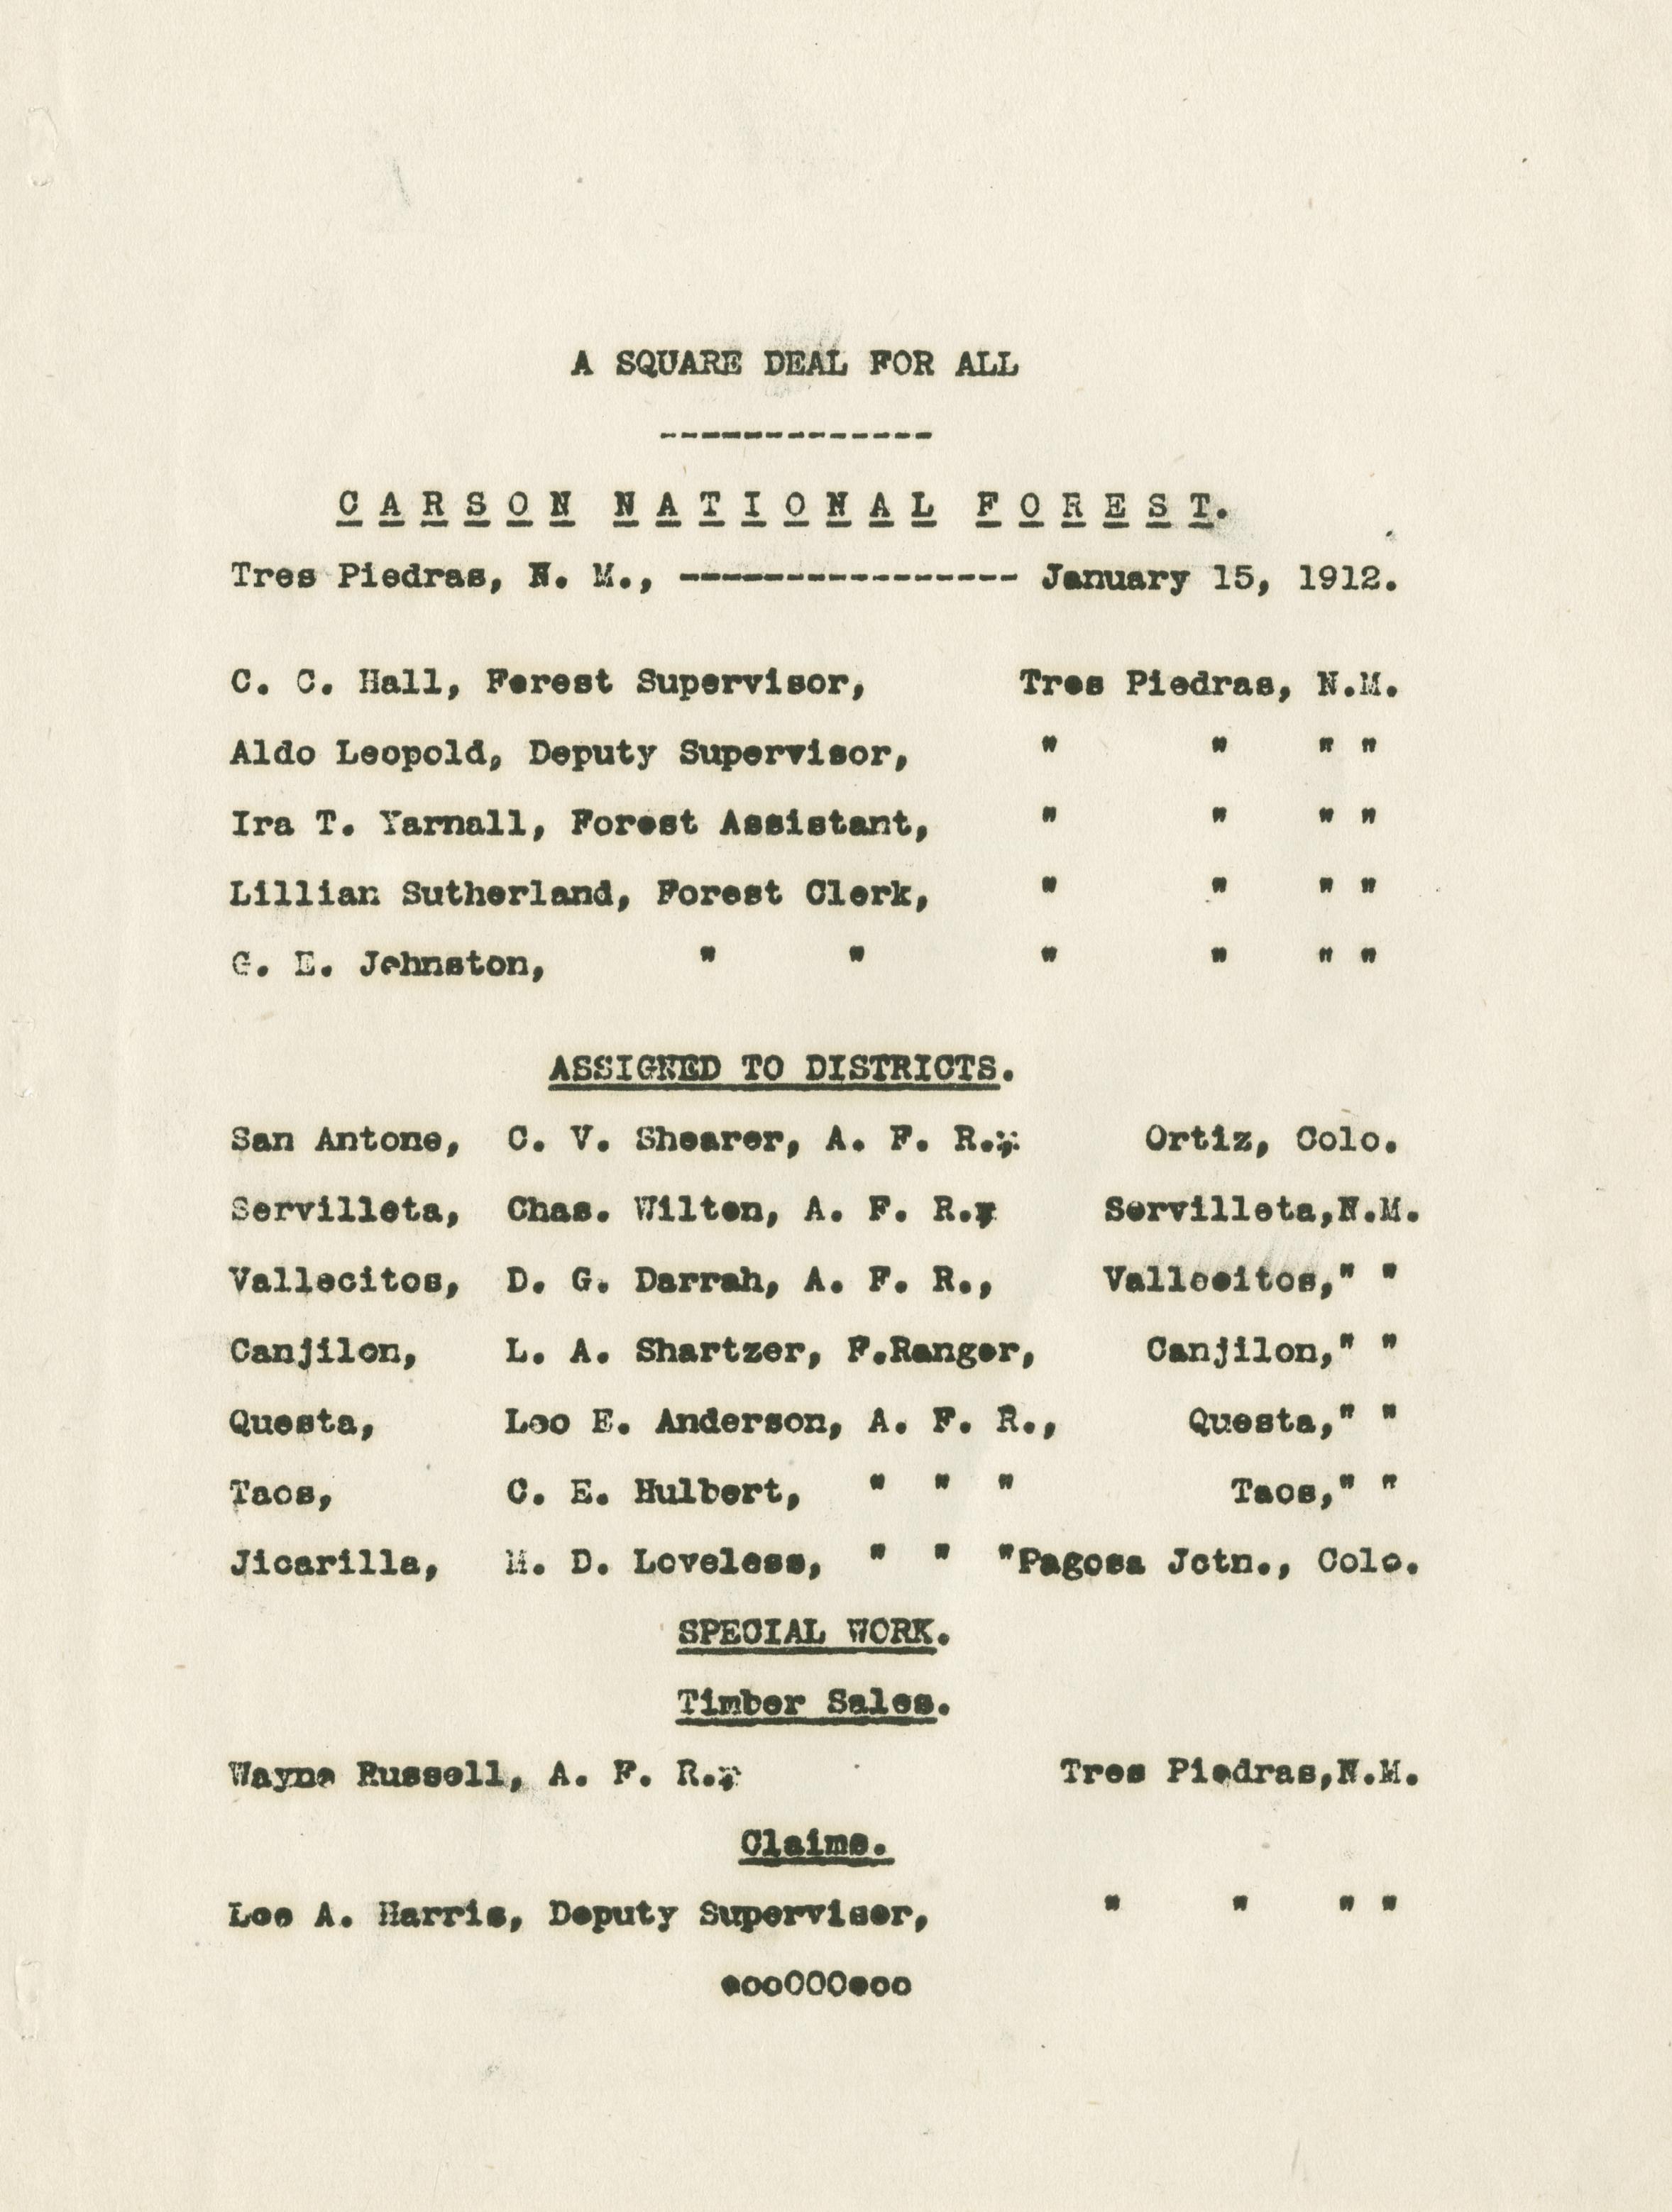 A SQUARE DEAL FOR ALL
-------------
CARSON NATIONAL FOREST.
Tres Piedras, N. M., ---------------- January 15, 1912.
C. C. Hall, Forest Supervisor, Tres Piedras, N.M.
Aldo Leopold, Deputy Supervisor, " " " "
Ira T. Yarnall, Forest Assistant, " " " "
Lillian Sutherland, Forest Clerk, " " " "
G. E. Johnston, " " " " " "
ASSIGNED TO DISTRICTS.
San Antone, C. V. Shearer, A. F. R., Ortiz, Colo.
Servilleta, Chas. Wilton, A. F. R., Servilleta,N.M.
Vallecitos, D. G. Darrah, A. F. R., Vallecitos," "
Canjilon, L. A. Shartzer, F.Ranger, Canjilon," "
Questa, Leo E. Anderson, A. F. R., Questa," "
Taos, C. E. Hulbert, " " " Taos," "
Jicarilla, M. D. Loveless, " " "Pagosa Jctn., Colo.
SPECIAL WORK.
Timber Sales.
Wayne Russell, A. F. R., Tres Piedras,N.M.
Claims.
Lee A. Harris, Deputy Supervisor, " " " "
oooOOOooo